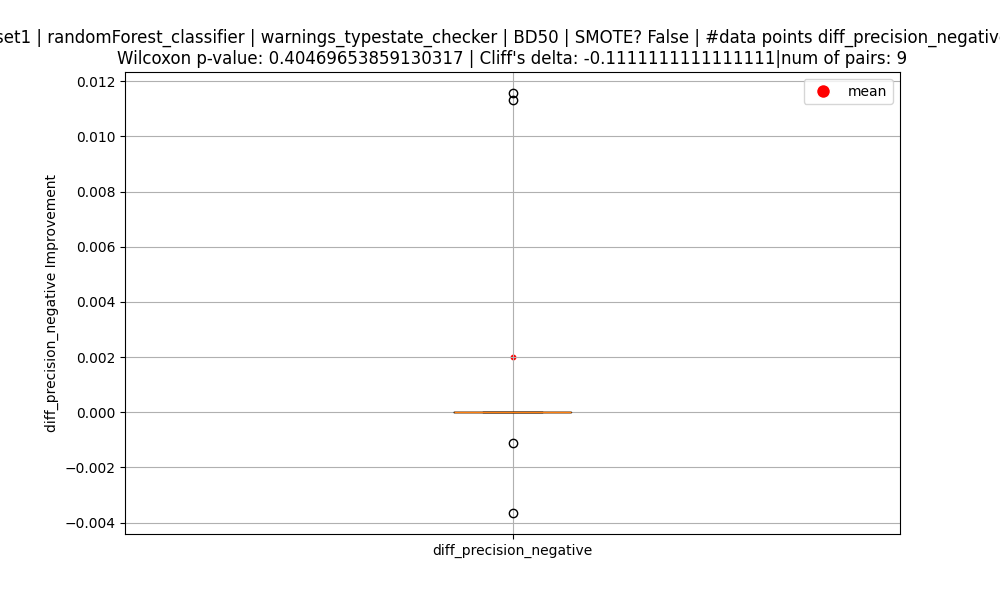 set1 | randomForest_classifier | warnings_typestate_checker | BD50 | SMOTE? False | #data points diff_precision_negative
Wilcoxon p-value: 0.40469653859130317 | Cliff's delta: -0.1111111111111111|num of pairs: 9
mean
0.012
0.010
0.008
0.006
0.004
0.002
0.000
−0.002
−0.004
diff_precision_negative Improvement
diff_precision_negative